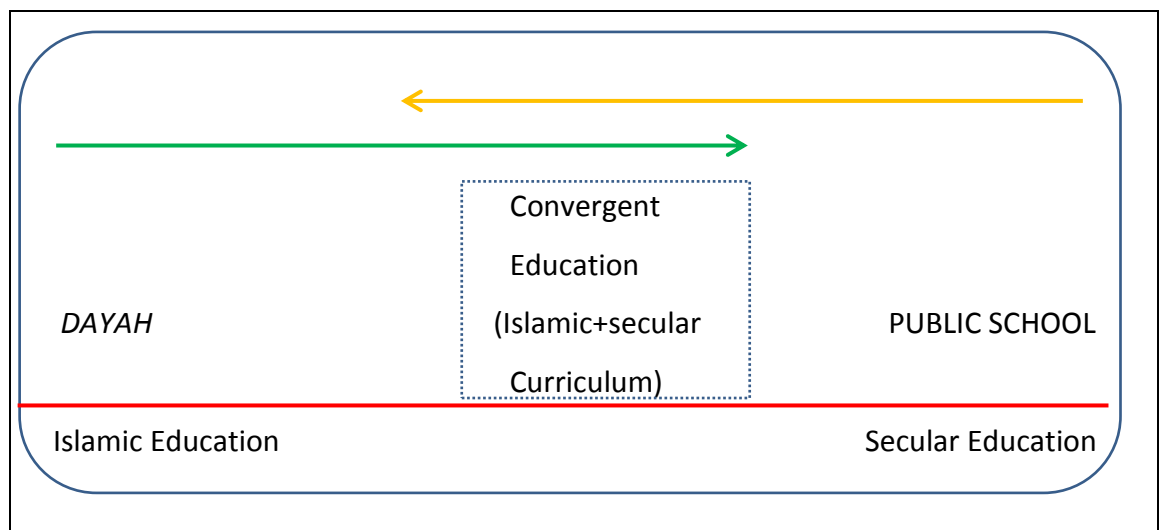 Convergent
Education
DAYAH
(Islamic+secular
PUBLIC SCHOOL
Curriculum)
Islamic Education
Secular Education